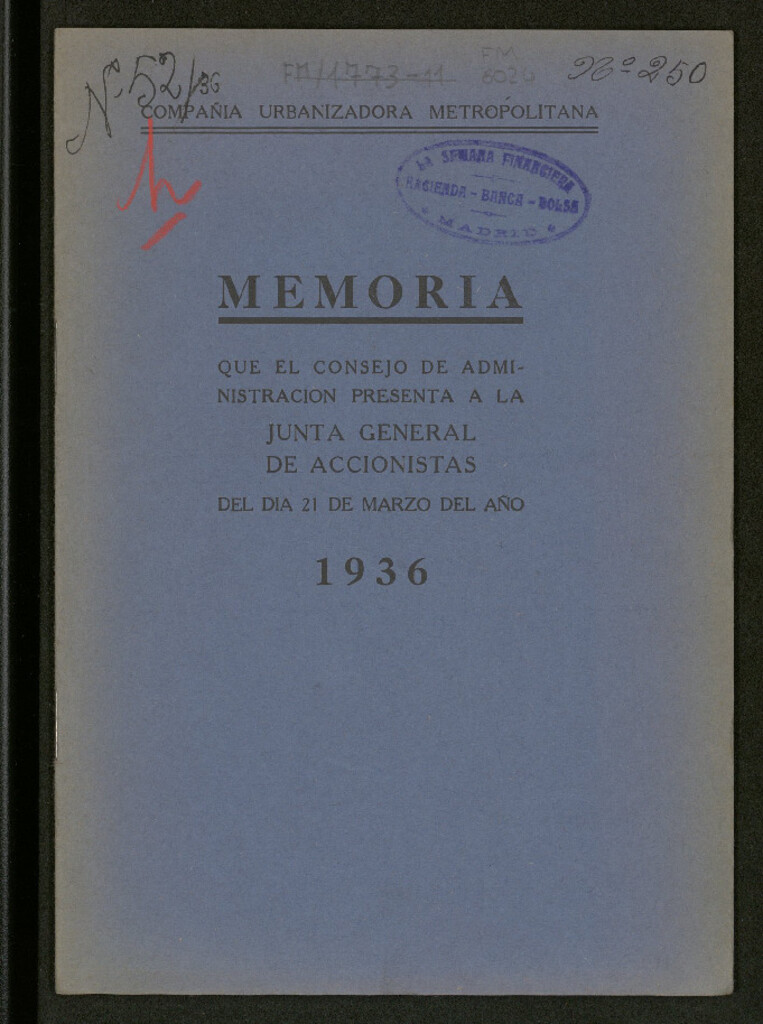 Nº 52/36
FM/1773-11
FM
6020
Nº 250
COMPAÑIA URBANIZADORA METROPOLITANA
LA SEMANA FINANCIERA
HACIENDA - BANCA - BOLSA
MADRID
MEMORIA
QUE EL CONSEJO DE ADMI-
NISTRACION PRESENTA A LA
JUNTA GENERAL
DE ACCIONISTAS
DEL DIA 21 DE MARZO DEL AÑO
1936